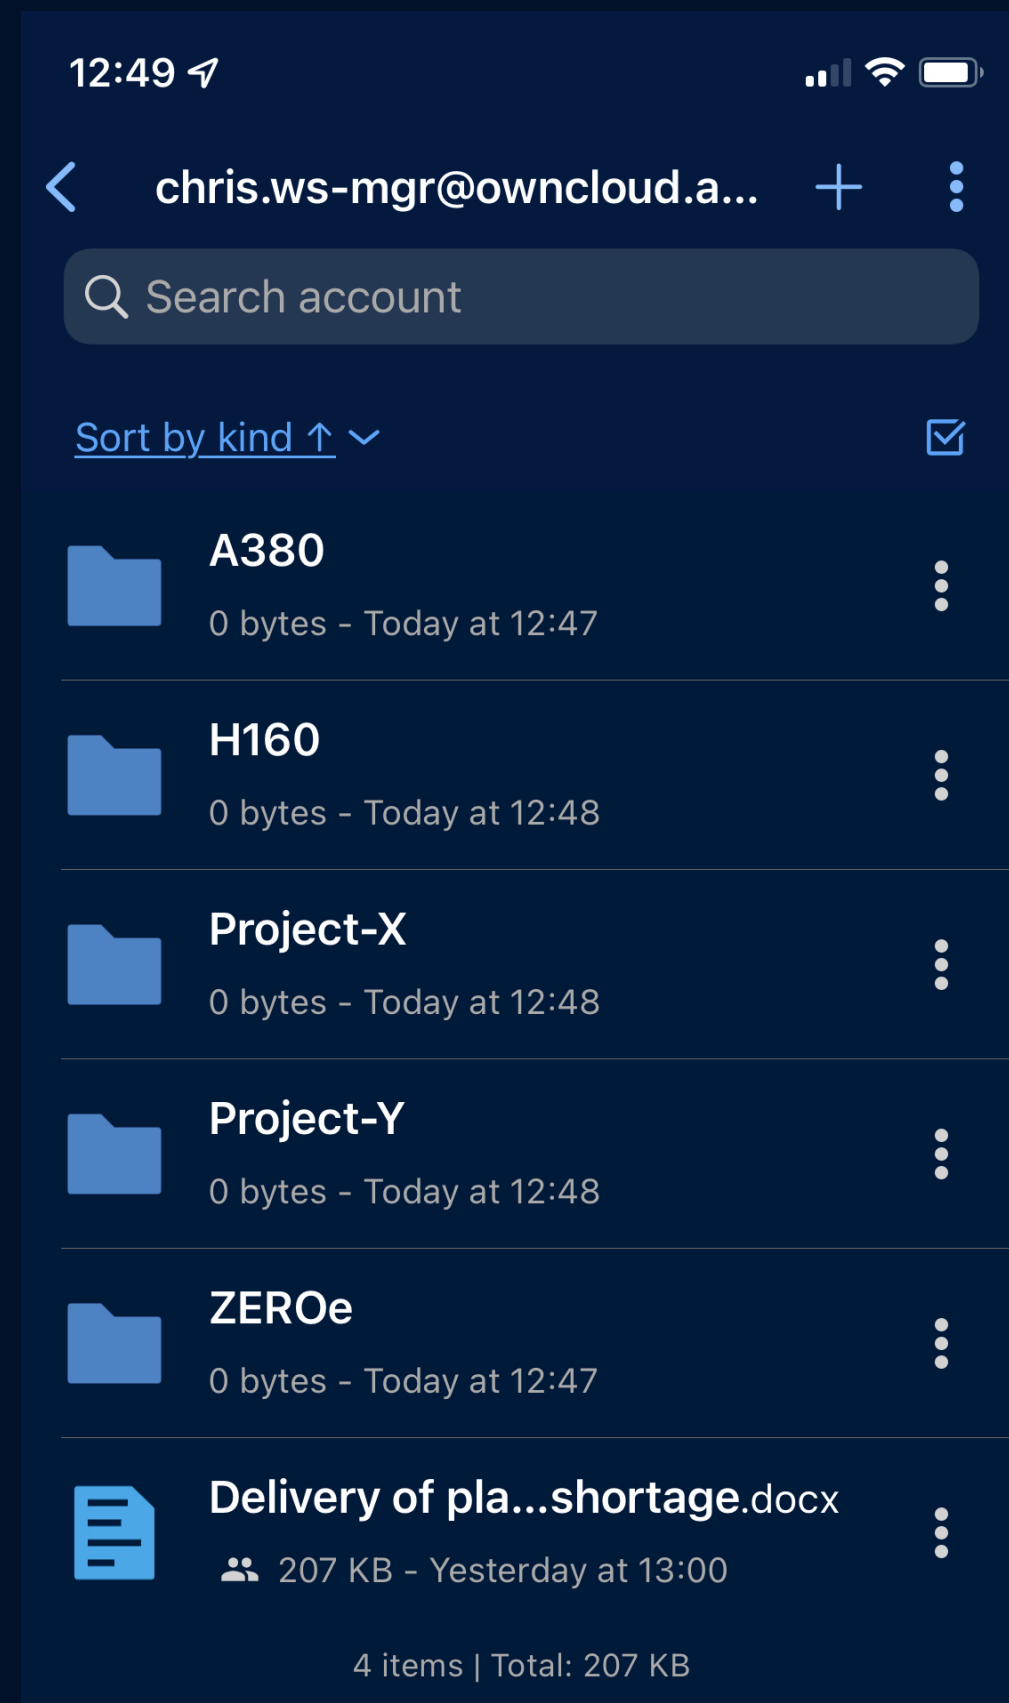 12:49
chris.ws-mgr@owncloud.a...
Search account
Sort by kind ↑
A380
0 bytes - Today at 12:47
H160
0 bytes - Today at 12:48
Project-X
0 bytes - Today at 12:48
Project-Y
0 bytes - Today at 12:48
ZEROe
0 bytes - Today at 12:47
Delivery of pla...shortage.docx
207 KB - Yesterday at 13:00
4 items | Total: 207 KB